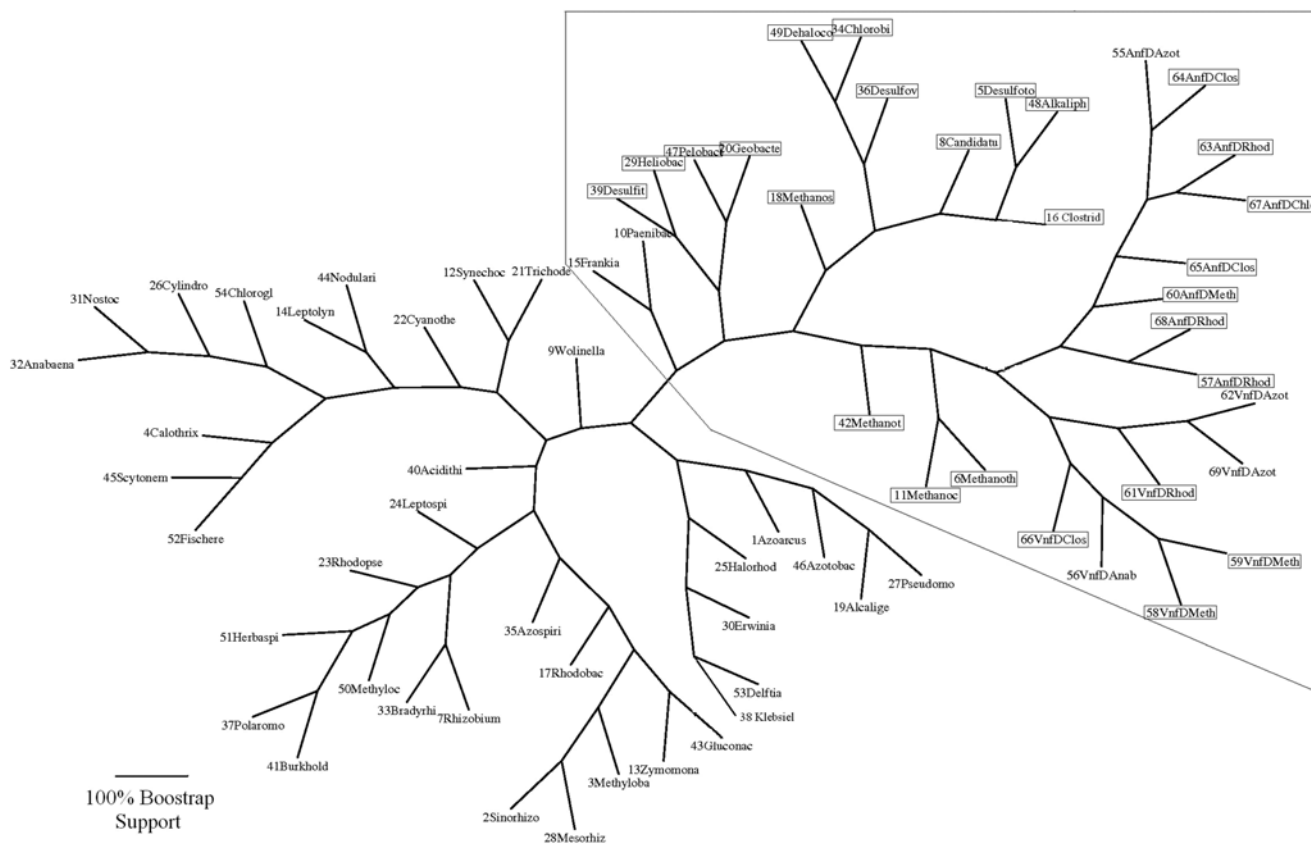 49Dehaloco
34Chlorobi
55AnfDAzot
64AnfDClos
36Desulfov
5Desulfoto
48Alkaliph
8Candidatu
63AnfDRhod
47Pelobact
20Geobacte
29Heliobac
39Desulfit
18Methanos
67AnfDChlo
16 Clostrid
10Paenibac
15Frankia
65AnfDClos
60AnfDMeth
68AnfDRhod
57AnfDRhod
62VnfDAzot
44Nodulari
12Synechoc
21Trichode
26Cylindro
54Chlorogl
31Nostoc
14Leptolyn
22Cyanothe
9Wolinella
32Anabaena
42Methanot
4Calothrix
45Scytonem
40Acidithi
69VnfDAzot
6Methanoth
11Methanoc
61VnfDRhod
24Leptospi
52Fischere
1Azoarcus
66VnfDClos
25Halorhod
46Azotobac
27Pseudomo
56VnfDAnab
59VnfDMeth
23Rhodopse
19Alcalige
58VnfDMeth
35Azospiri
30Erwinia
51Herbaspi
17Rhodobac
50Methyloc
53Delftia
33Bradyrhi
7Rhizobium
38 Klebsiel
37Polaromo
43Gluconac
41Burkhold
13Zymomona
3Methyloba
2Sinorhizo
28Mesorhiz
100% Boostrap
Support